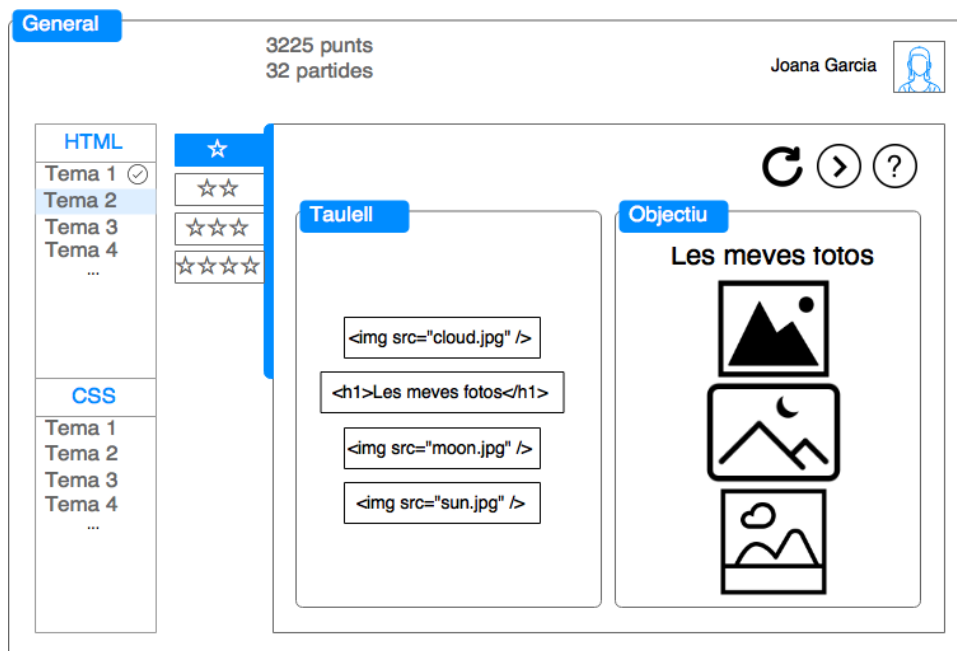 General
3225 punts
32 partides
Joana Garcia
HTML
Tema 1
Tema 2
Tema 3
Tema 4
...
CSS
Tema 1
Tema 2
Tema 3
Tema 4
...
?
Taulell
<img src="cloud.jpg" />
<h1>Les meves fotos</h1>
<img src="moon.jpg" />
<img src="sun.jpg" />
Objectiu
Les meves fotos